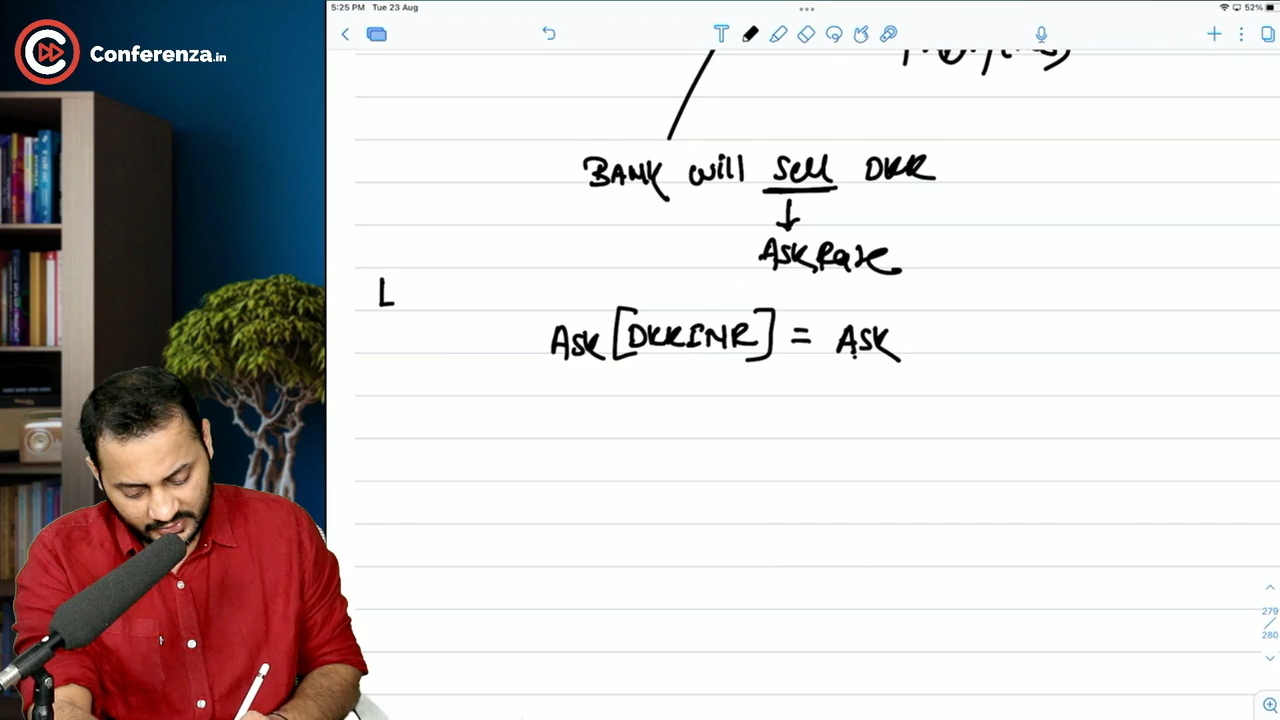 5:25 PM Tue 23 Aug
52%
Conferenza.in
BANK will sell DKK
Ask Rate
L
ASK [DKKINR] = ASK
279
280